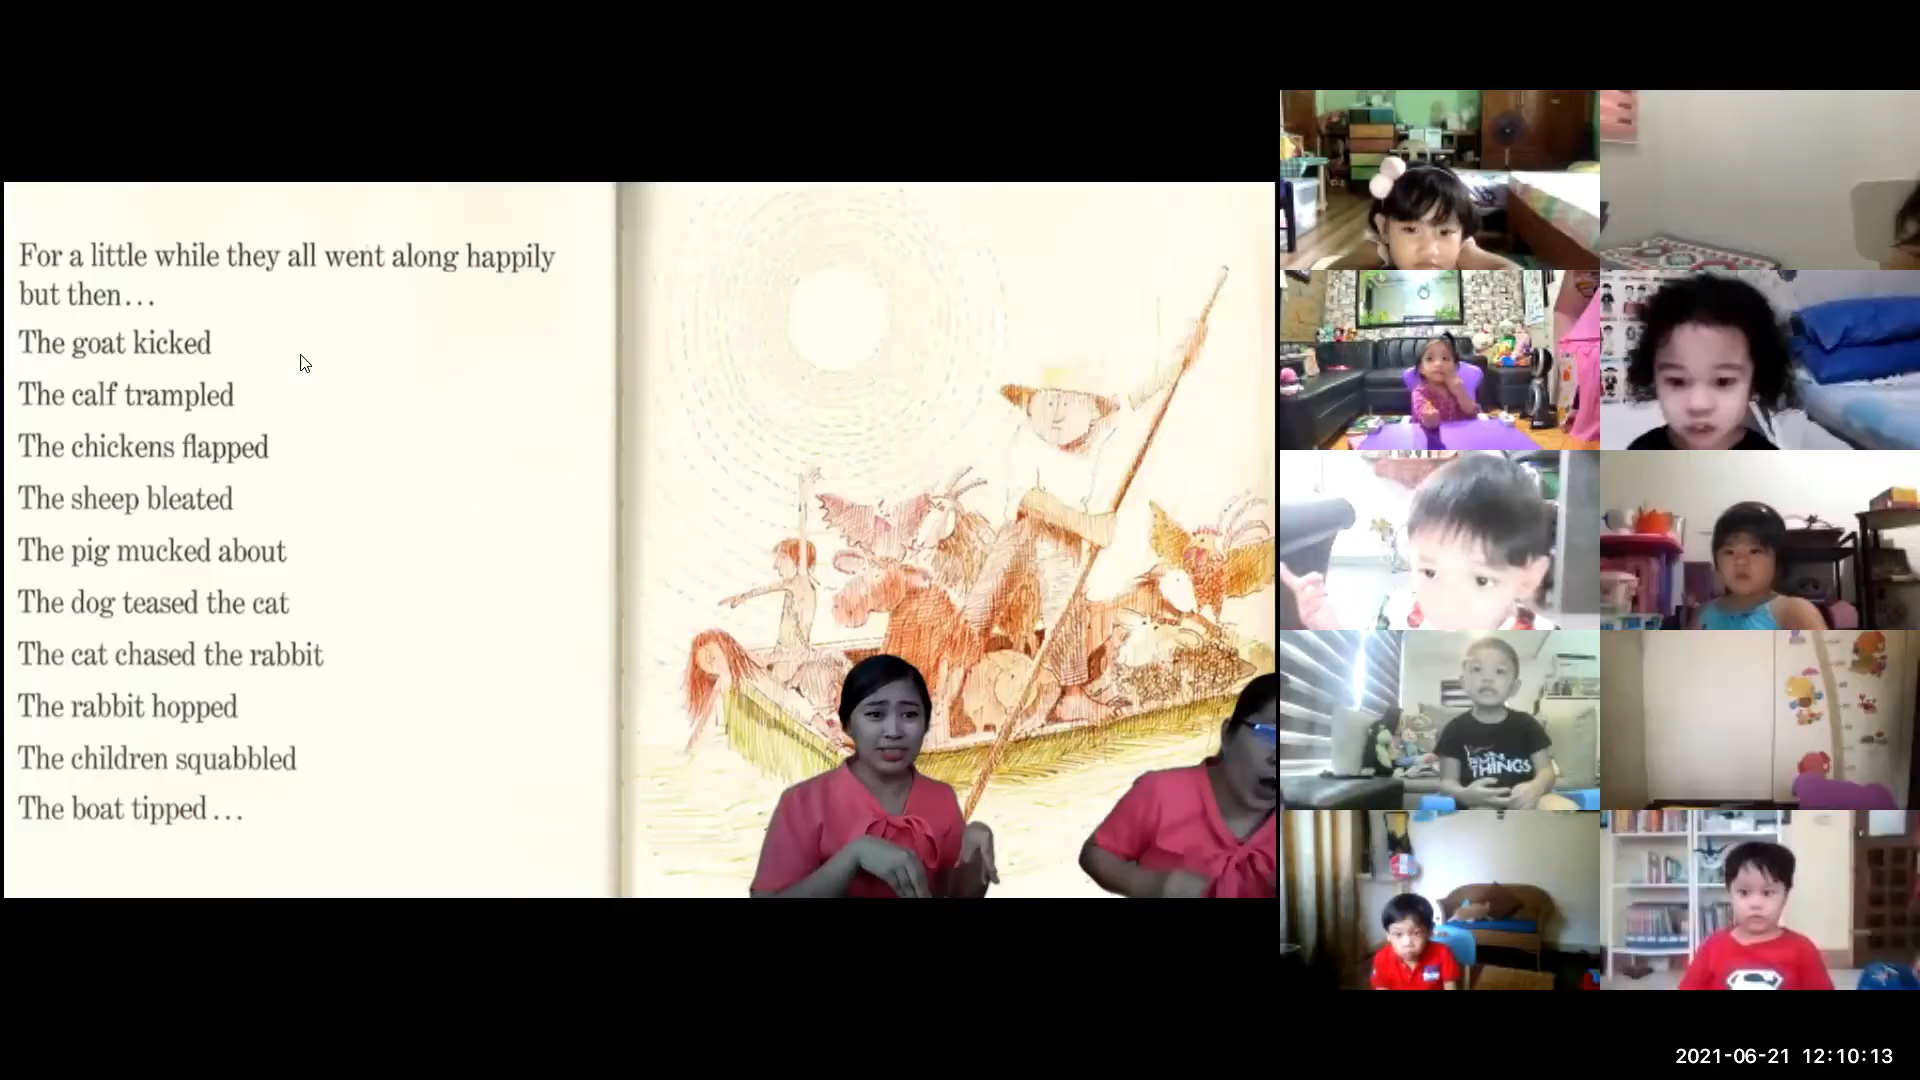 For a little while they all went along happily
but then...
The goat kicked
The calf trampled
The chickens flapped
The sheep bleated
The pig mucked about
The dog teased the cat
The cat chased the rabbit
The rabbit hopped
The children squabbled
The boat tipped...
THINGS
2021-06-21 12:10:13